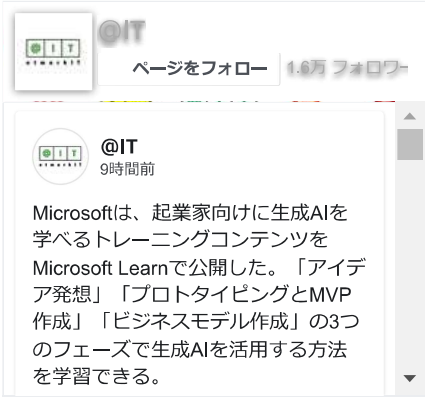 @IT
@IT
atmarkIT
ページをフォロー
1.6万 フォロワー
@IT
@IT
9時間前
Microsoftは、起業家向けに生成AIを
学べるトレーニングコンテンツを
Microsoft Learnで公開した。「アイデ
ア発想」「プロトタイピングとMVP
作成」「ビジネスモデル作成」の3つ
のフェーズで生成AIを活用する方法
を学習できる。